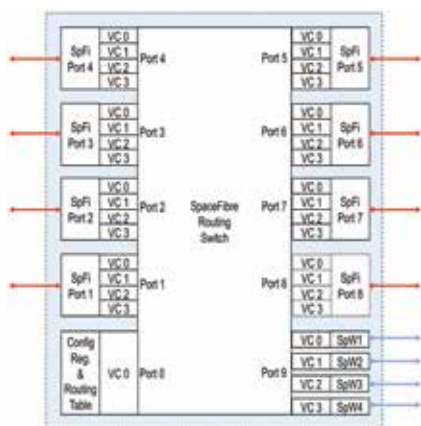 SpFi
Port 4
VC 0
VC 1
VC 2
VC 3
Port 4
Port 5
VC 0
VC 1
VC 2
VC 3
SpFi
Port 5
SpFi
Port 3
VC 0
VC 1
VC 2
VC 3
Port 3
Port 6
VC 0
VC 1
VC 2
VC 3
SpFi
Port 6
SpFi
Port 2
VC 0
VC 1
VC 2
VC 3
Port 2
SpaceFibre
Routing
Switch
Port 7
VC 0
VC 1
VC 2
VC 3
SpFi
Port 7
SpFi
Port 1
VC 0
VC 1
VC 2
VC 3
Port 1
Port 8
VC 0
VC 1
VC 2
VC 3
SpFi
Port 8
Config
Reg.
&
Routing
Table
VC 0
Port 0
Port 9
VC 0 SpW1
VC 1 SpW2
VC 2 SpW3
VC 3 SpW4